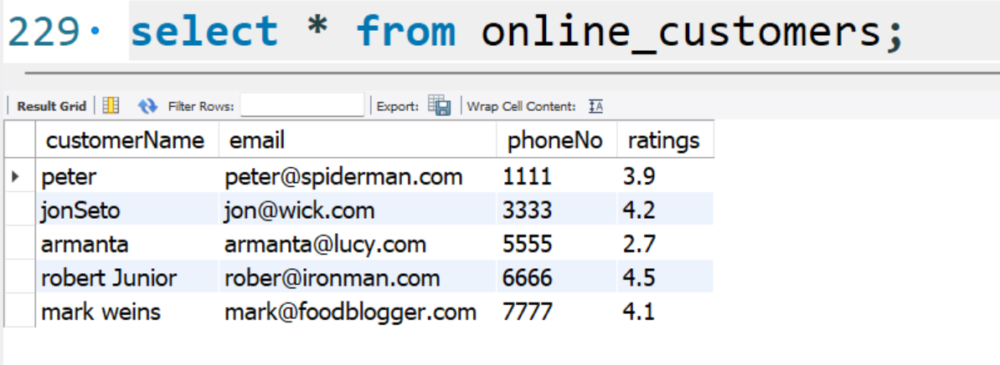 229 select * from online_customers;
Result Grid Filter Rows: Export: Wrap Cell Content: IA
customerName email phoneNo ratings
peter peter@spiderman.com 1111 3.9
jonSeto jon@wick.com 3333 4.2
armanta armanta@lucy.com 5555 2.7
robert Junior rober@ironman.com 6666 4.5
mark weins mark@foodblogger.com 7777 4.1